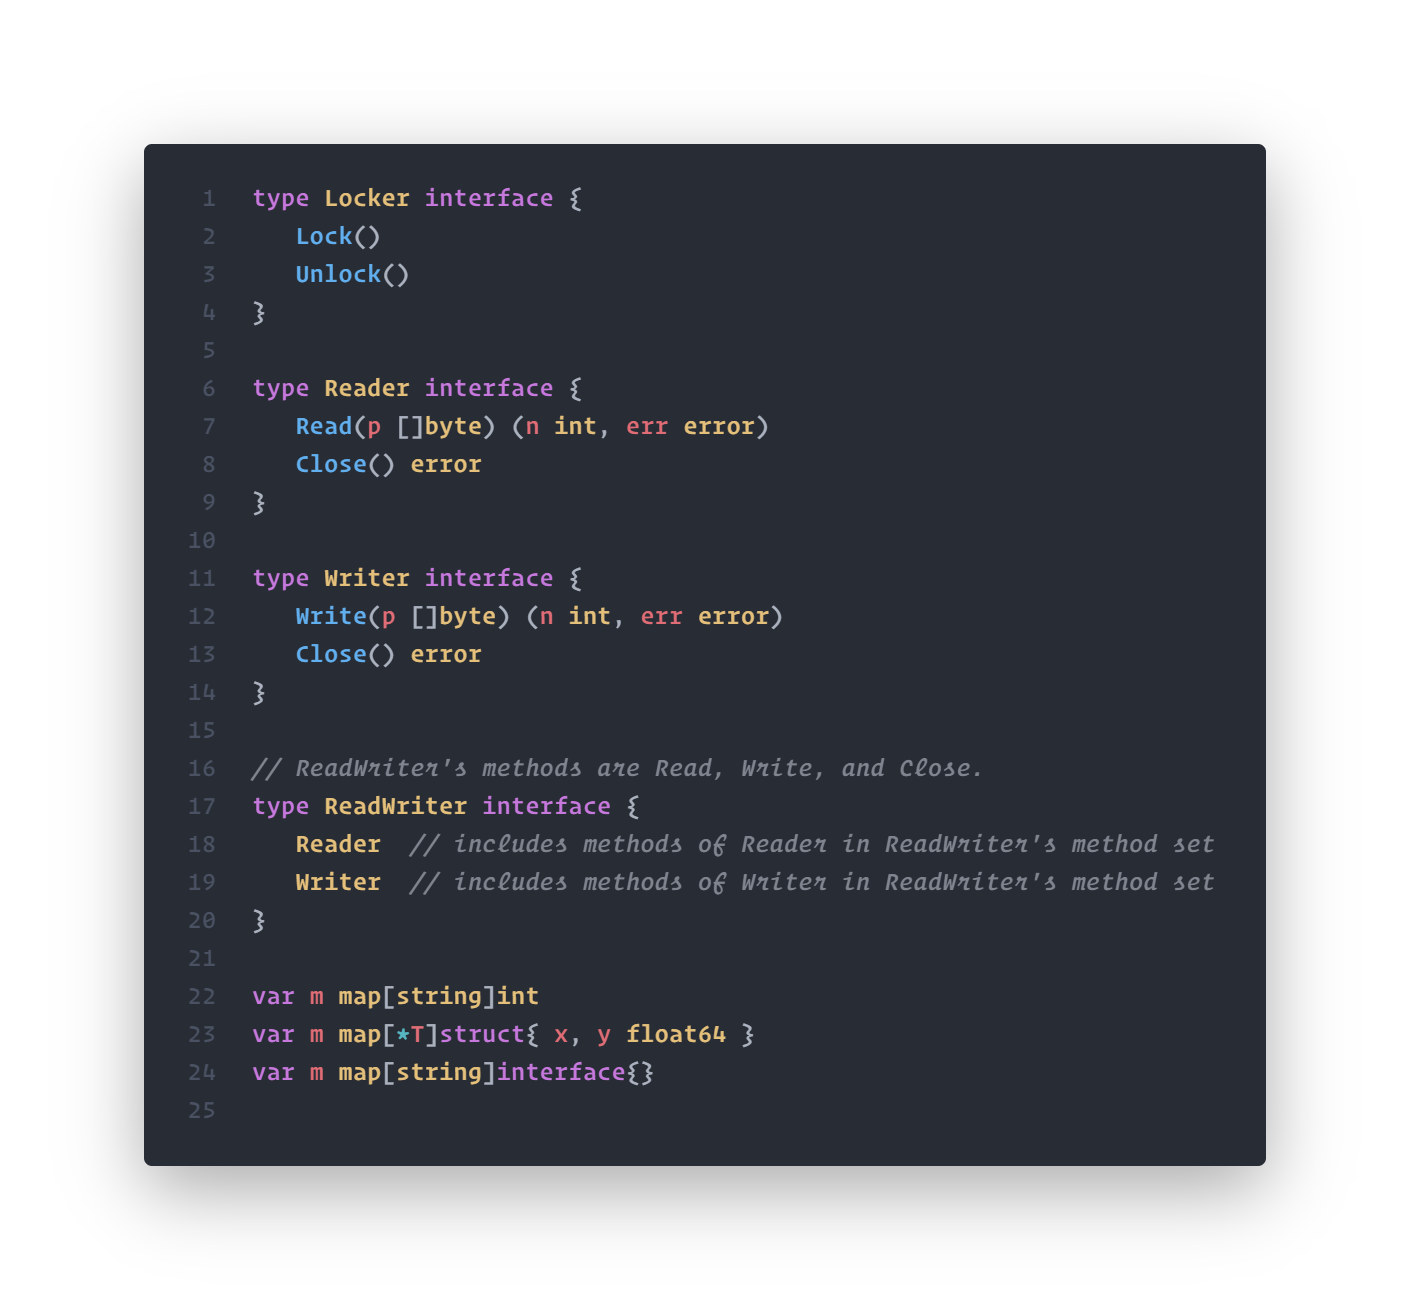 1 type Locker interface {
2 Lock()
3 Unlock()
4 }
5
6 type Reader interface {
7 Read(p []byte) (n int, err error)
8 Close() error
9 }
10
11 type Writer interface {
12 Write(p []byte) (n int, err error)
13 Close() error
14 }
15
16 // ReadWriter's methods are Read, Write, and Close.
17 type ReadWriter interface {
18 Reader  // includes methods of Reader in ReadWriter's method set
19 Writer  // includes methods of Writer in ReadWriter's method set
20 }
21
22 var m map[string]int
23 var m map[*T]struct{ x, y float64 }
24 var m map[string]interface{}
25